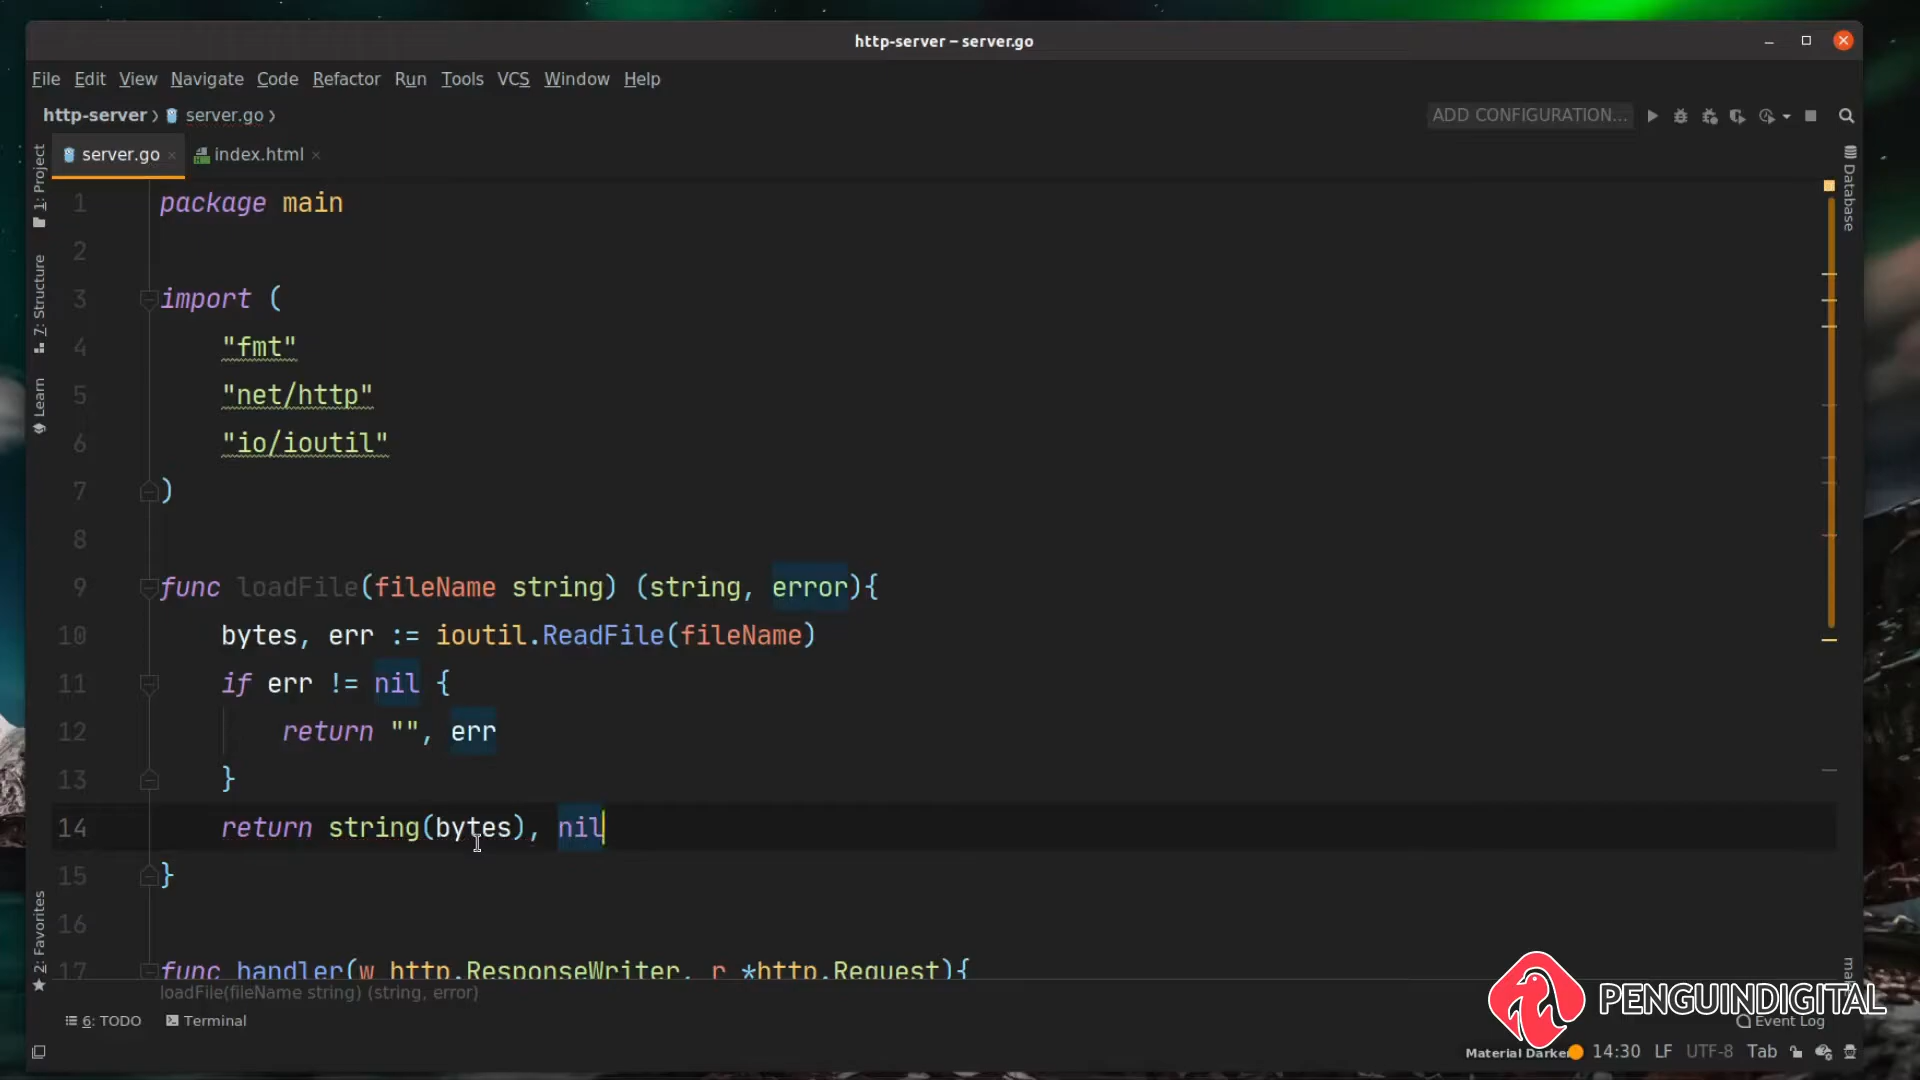 http-server – server.go
File Edit View Navigate Code Refactor Run Tools VCS Window Help
http-server server.go
ADD CONFIGURATION...
server.go index.html
1: Project
7: Structure
Learn
2: Favorites
Database
1 package main
2
3 import (
4 "fmt"
5 "net/http"
6 "io/ioutil"
7 )
8
9 func loadFile(fileName string) (string, error){
10 bytes, err := ioutil.ReadFile(fileName)
11 if err != nil {
12 return "", err
13 }
14 return string(bytes), nil
15 }
16
17 func handler(w http.ResponseWriter, r *http.Request){
loadFile(fileName string) (string, error)
6: TODO Terminal
PENGUINDIGITAL
Event Log
Material Darker 14:30 LF UTF-8 Tab